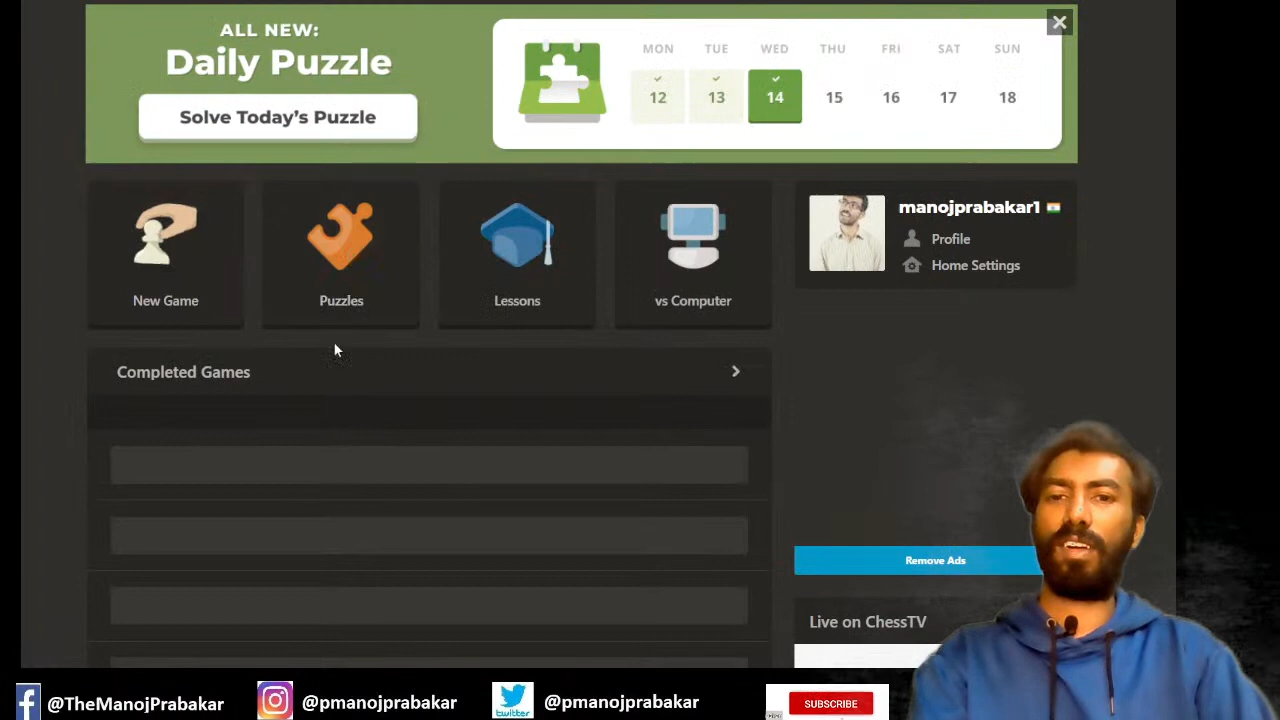 ALL NEW:
Daily Puzzle
Solve Today's Puzzle
MON TUE WED THU FRI SAT SUN
12 13 14 15 16 17 18
New Game
Puzzles
Lessons
vs Computer
manojprabakar1
Profile
Home Settings
Completed Games
Remove Ads
Live on ChessTV
@TheManojPrabakar
@pmanojprabakar
twitter
@pmanojprabakar
SUBSCRIBE